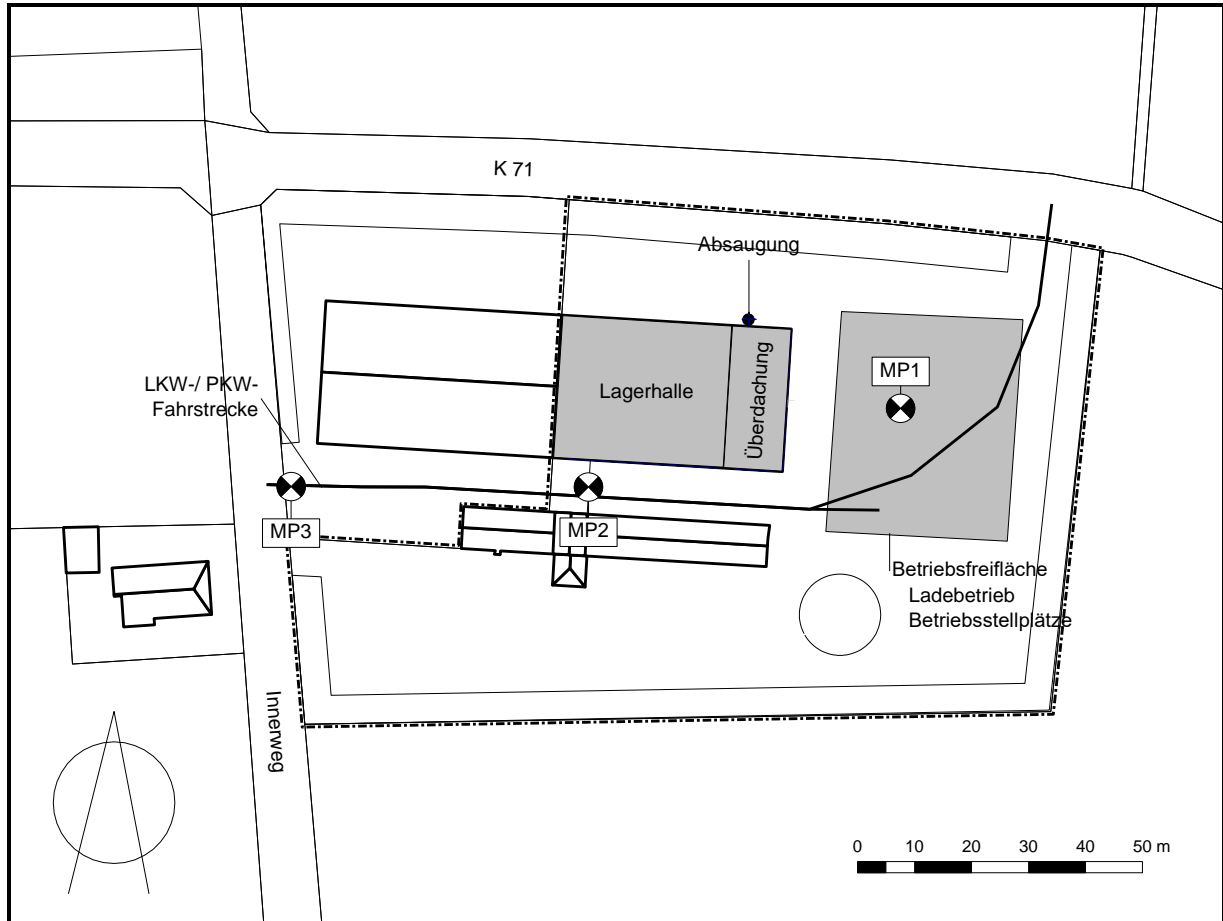 K 71
Absaugung
MP1
LKW-/ PKW-
Fahrstrecke
Lagerhalle
Überdachung
MP3
MP2
Betriebsfreifläche
Ladebetrieb
Betriebsstellplätze
Innerweg
0 10 20 30 40 50 m